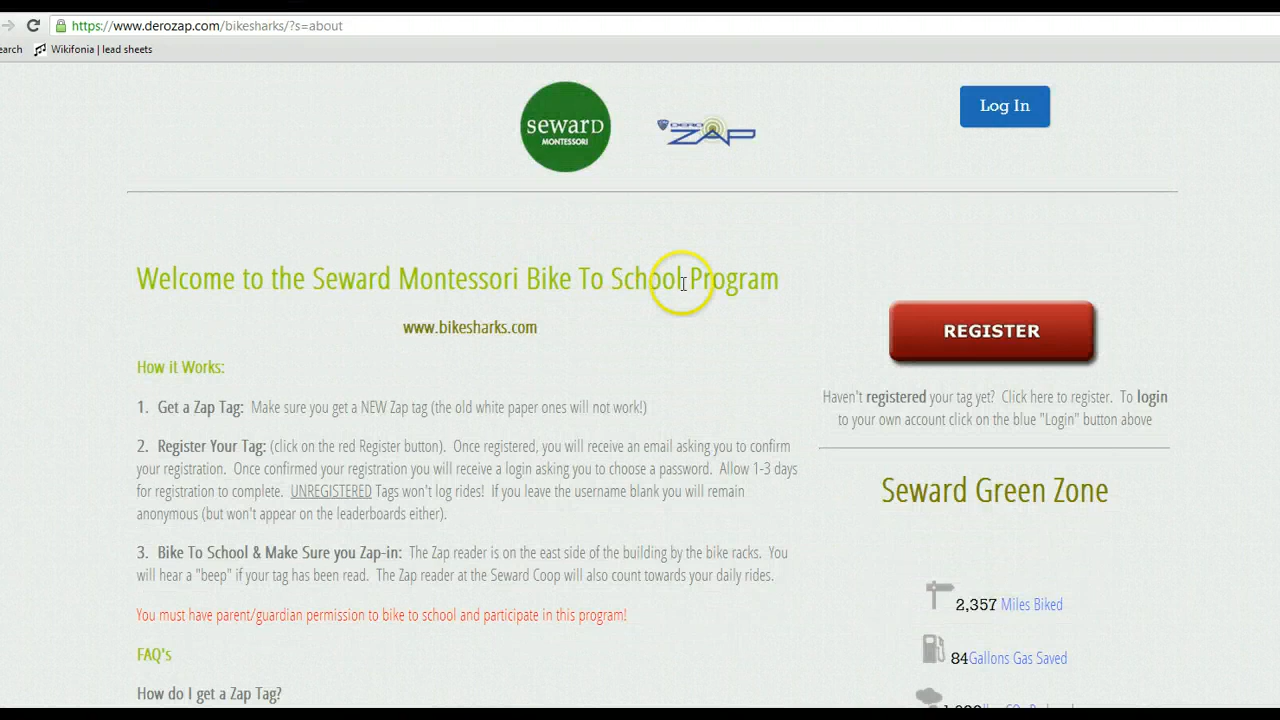 https://www.derozap.com/bikesharks/?s=about
earch Wikifonia | lead sheets
seward
MONTESSORI
DERO
ZAP
Log In
Welcome to the Seward Montessori Bike To School Program
www.bikesharks.com
How it Works:
1. Get a Zap Tag: Make sure you get a NEW Zap tag (the old white paper ones will not work!)
2. Register Your Tag: (click on the red Register button). Once registered, you will receive an email asking you to confirm
your registration. Once confirmed your registration you will receive a login asking you to choose a password. Allow 1-3 days
for registration to complete. UNREGISTERED Tags won't log rides! If you leave the username blank you will remain
anonymous (but won't appear on the leaderboards either).
3. Bike To School & Make Sure you Zap-in: The Zap reader is on the east side of the building by the bike racks. You
will hear a "beep" if your tag has been read. The Zap reader at the Seward Coop will also count towards your daily rides.
You must have parent/guardian permission to bike to school and participate in this program!
FAQ's
How do I get a Zap Tag?
REGISTER
Haven't registered your tag yet? Click here to register. To login
to your own account click on the blue "Login" button above
Seward Green Zone
2,357 Miles Biked
84Gallons Gas Saved